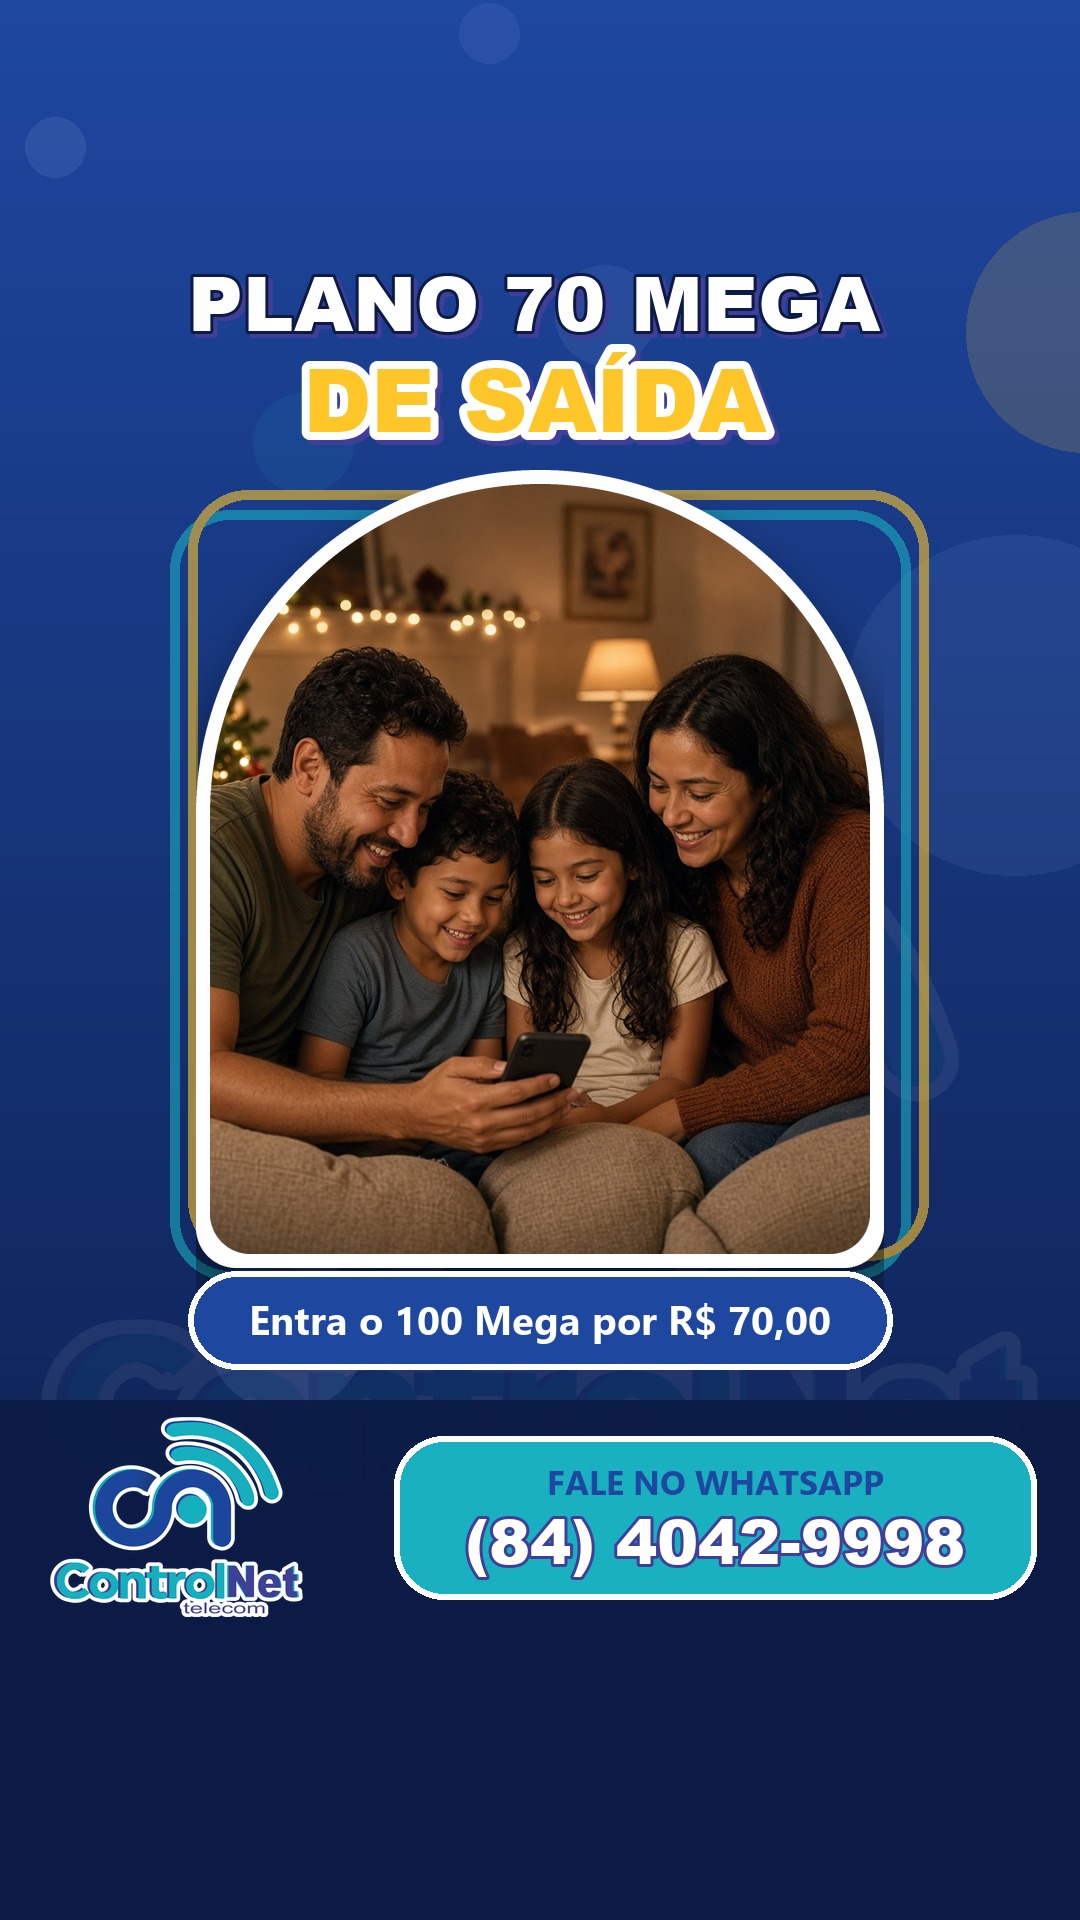 PLANO 70 MEGA
DE SAÍDA
Entra o 100 Mega por R$ 70,00
ControlNet
FALE NO WHATSAPP
(84) 4042-9998
ControlNet
telecom